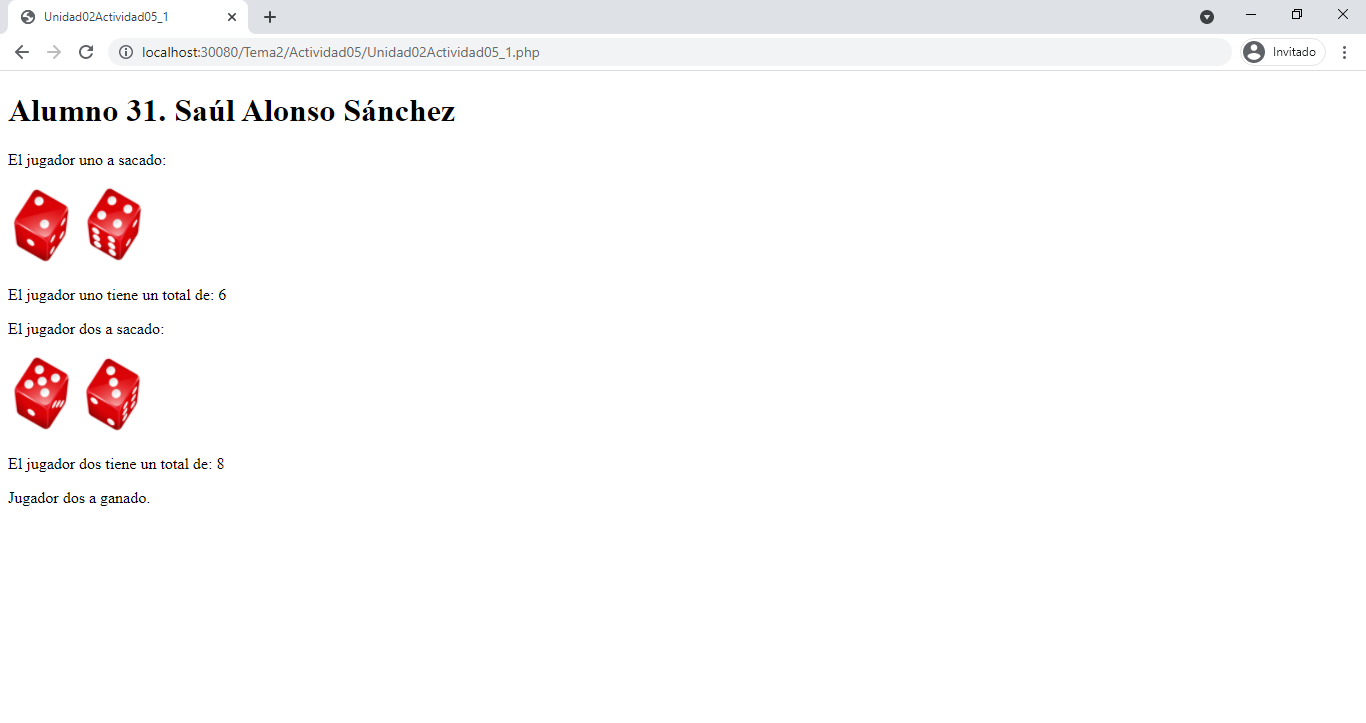 Unidad02Actividad05_1
localhost:30080/Tema2/Actividad05/Unidad02Actividad05_1.php
Invitado
Alumno 31. Saúl Alonso Sánchez
El jugador uno a sacado:
El jugador uno tiene un total de: 6
El jugador dos a sacado:
El jugador dos tiene un total de: 8
Jugador dos a ganado.